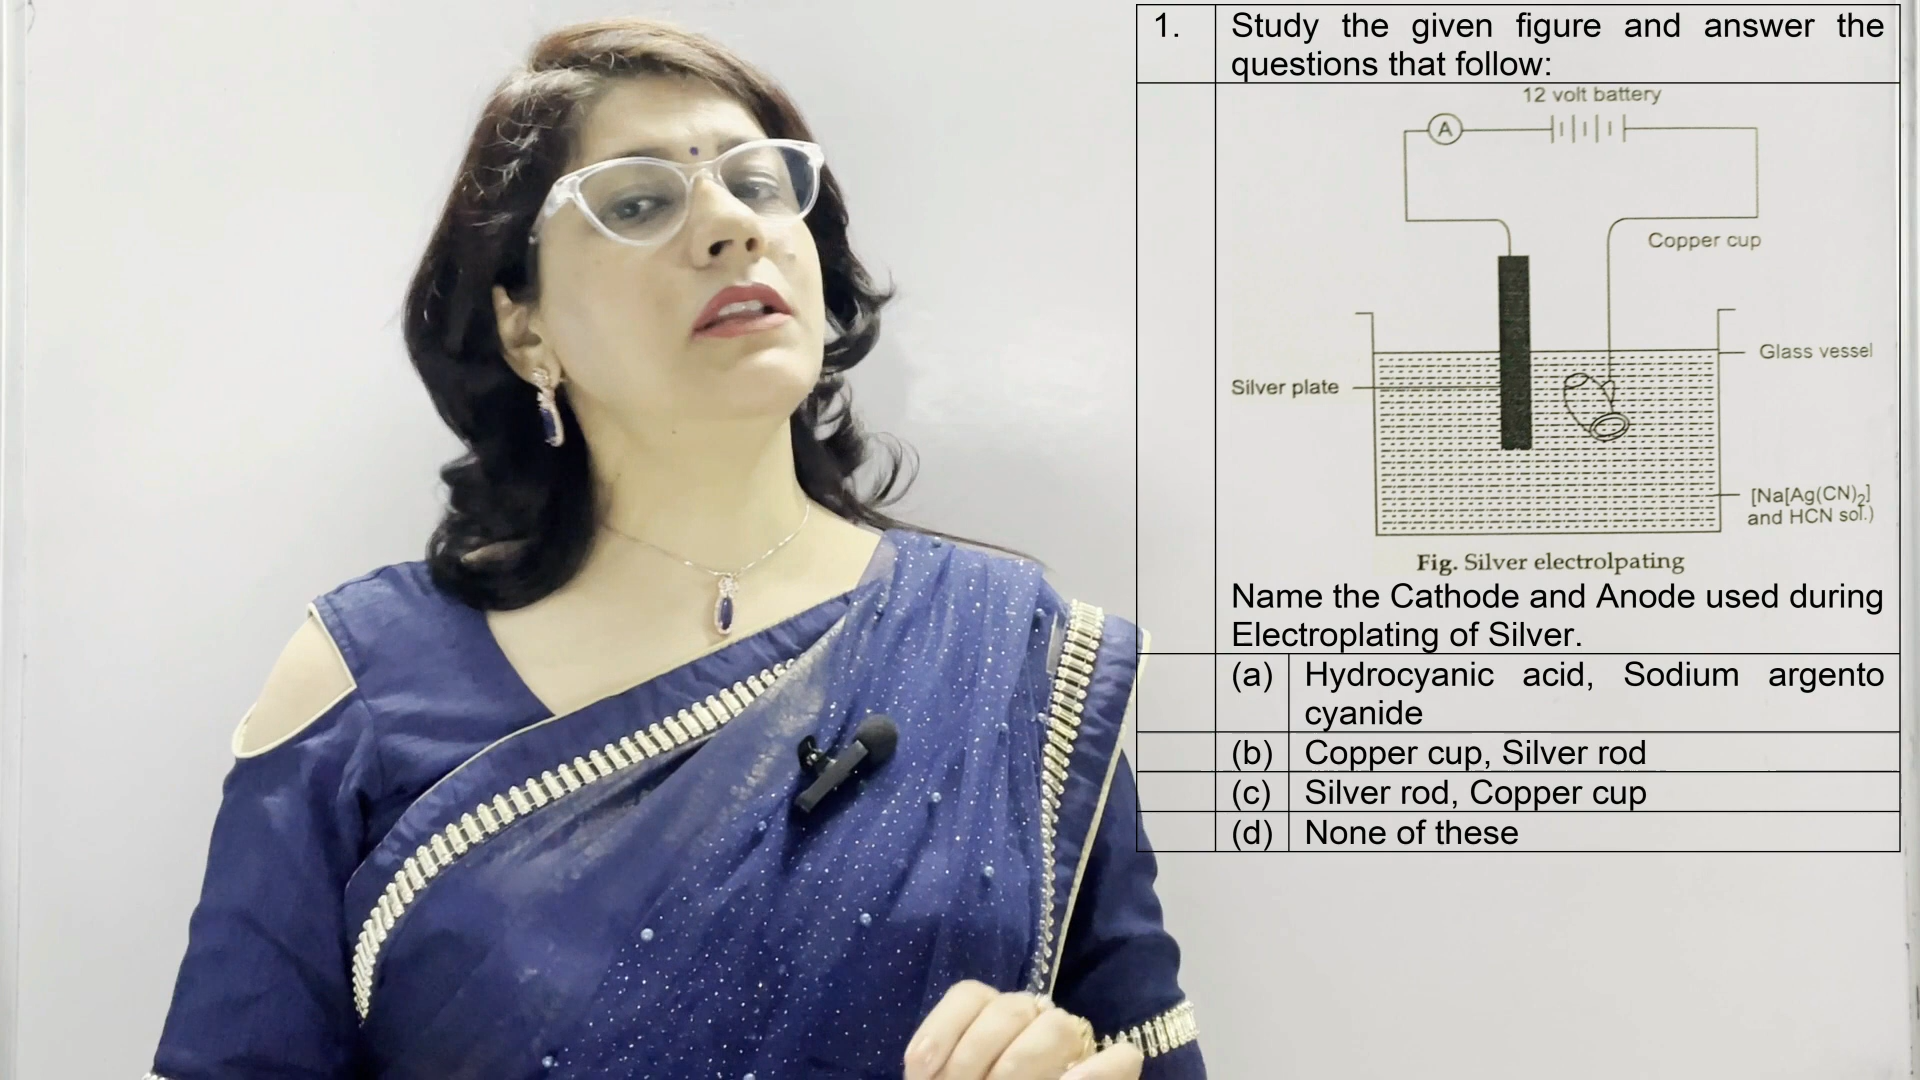 1.
Study the given figure and answer the
questions that follow:
12 volt battery
A
Copper cup
Glass vessel
Silver plate
[Na[Ag(CN)2]
and HCN sol.)
Fig. Silver electrolpating
Name the Cathode and Anode used during
Electroplating of Silver.
(a) Hydrocyanic acid, Sodium argento
cyanide
(b) Copper cup, Silver rod
(c) Silver rod, Copper cup
(d) None of these